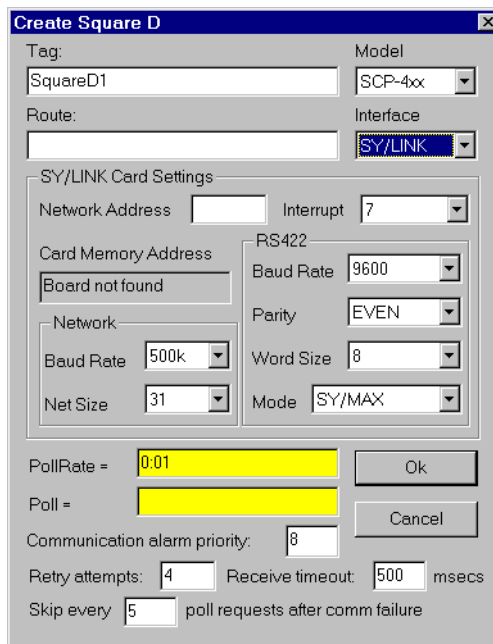 Create Square D
Tag:
Model
SquareD1
SCP-4xx
Route:
Interface
SY/LINK
SY/LINK Card Settings
Network Address
Interrupt
7
Card Memory Address
Board not found
RS422
Baud Rate
9600
Parity
EVEN
Word Size
8
Mode
SY/MAX
Network
Baud Rate
500k
Net Size
31
PollRate =
0:01
Ok
Poll =
Cancel
Communication alarm priority:
8
Retry attempts:
4
Receive timeout:
500
msecs
Skip every
5
poll requests after comm failure